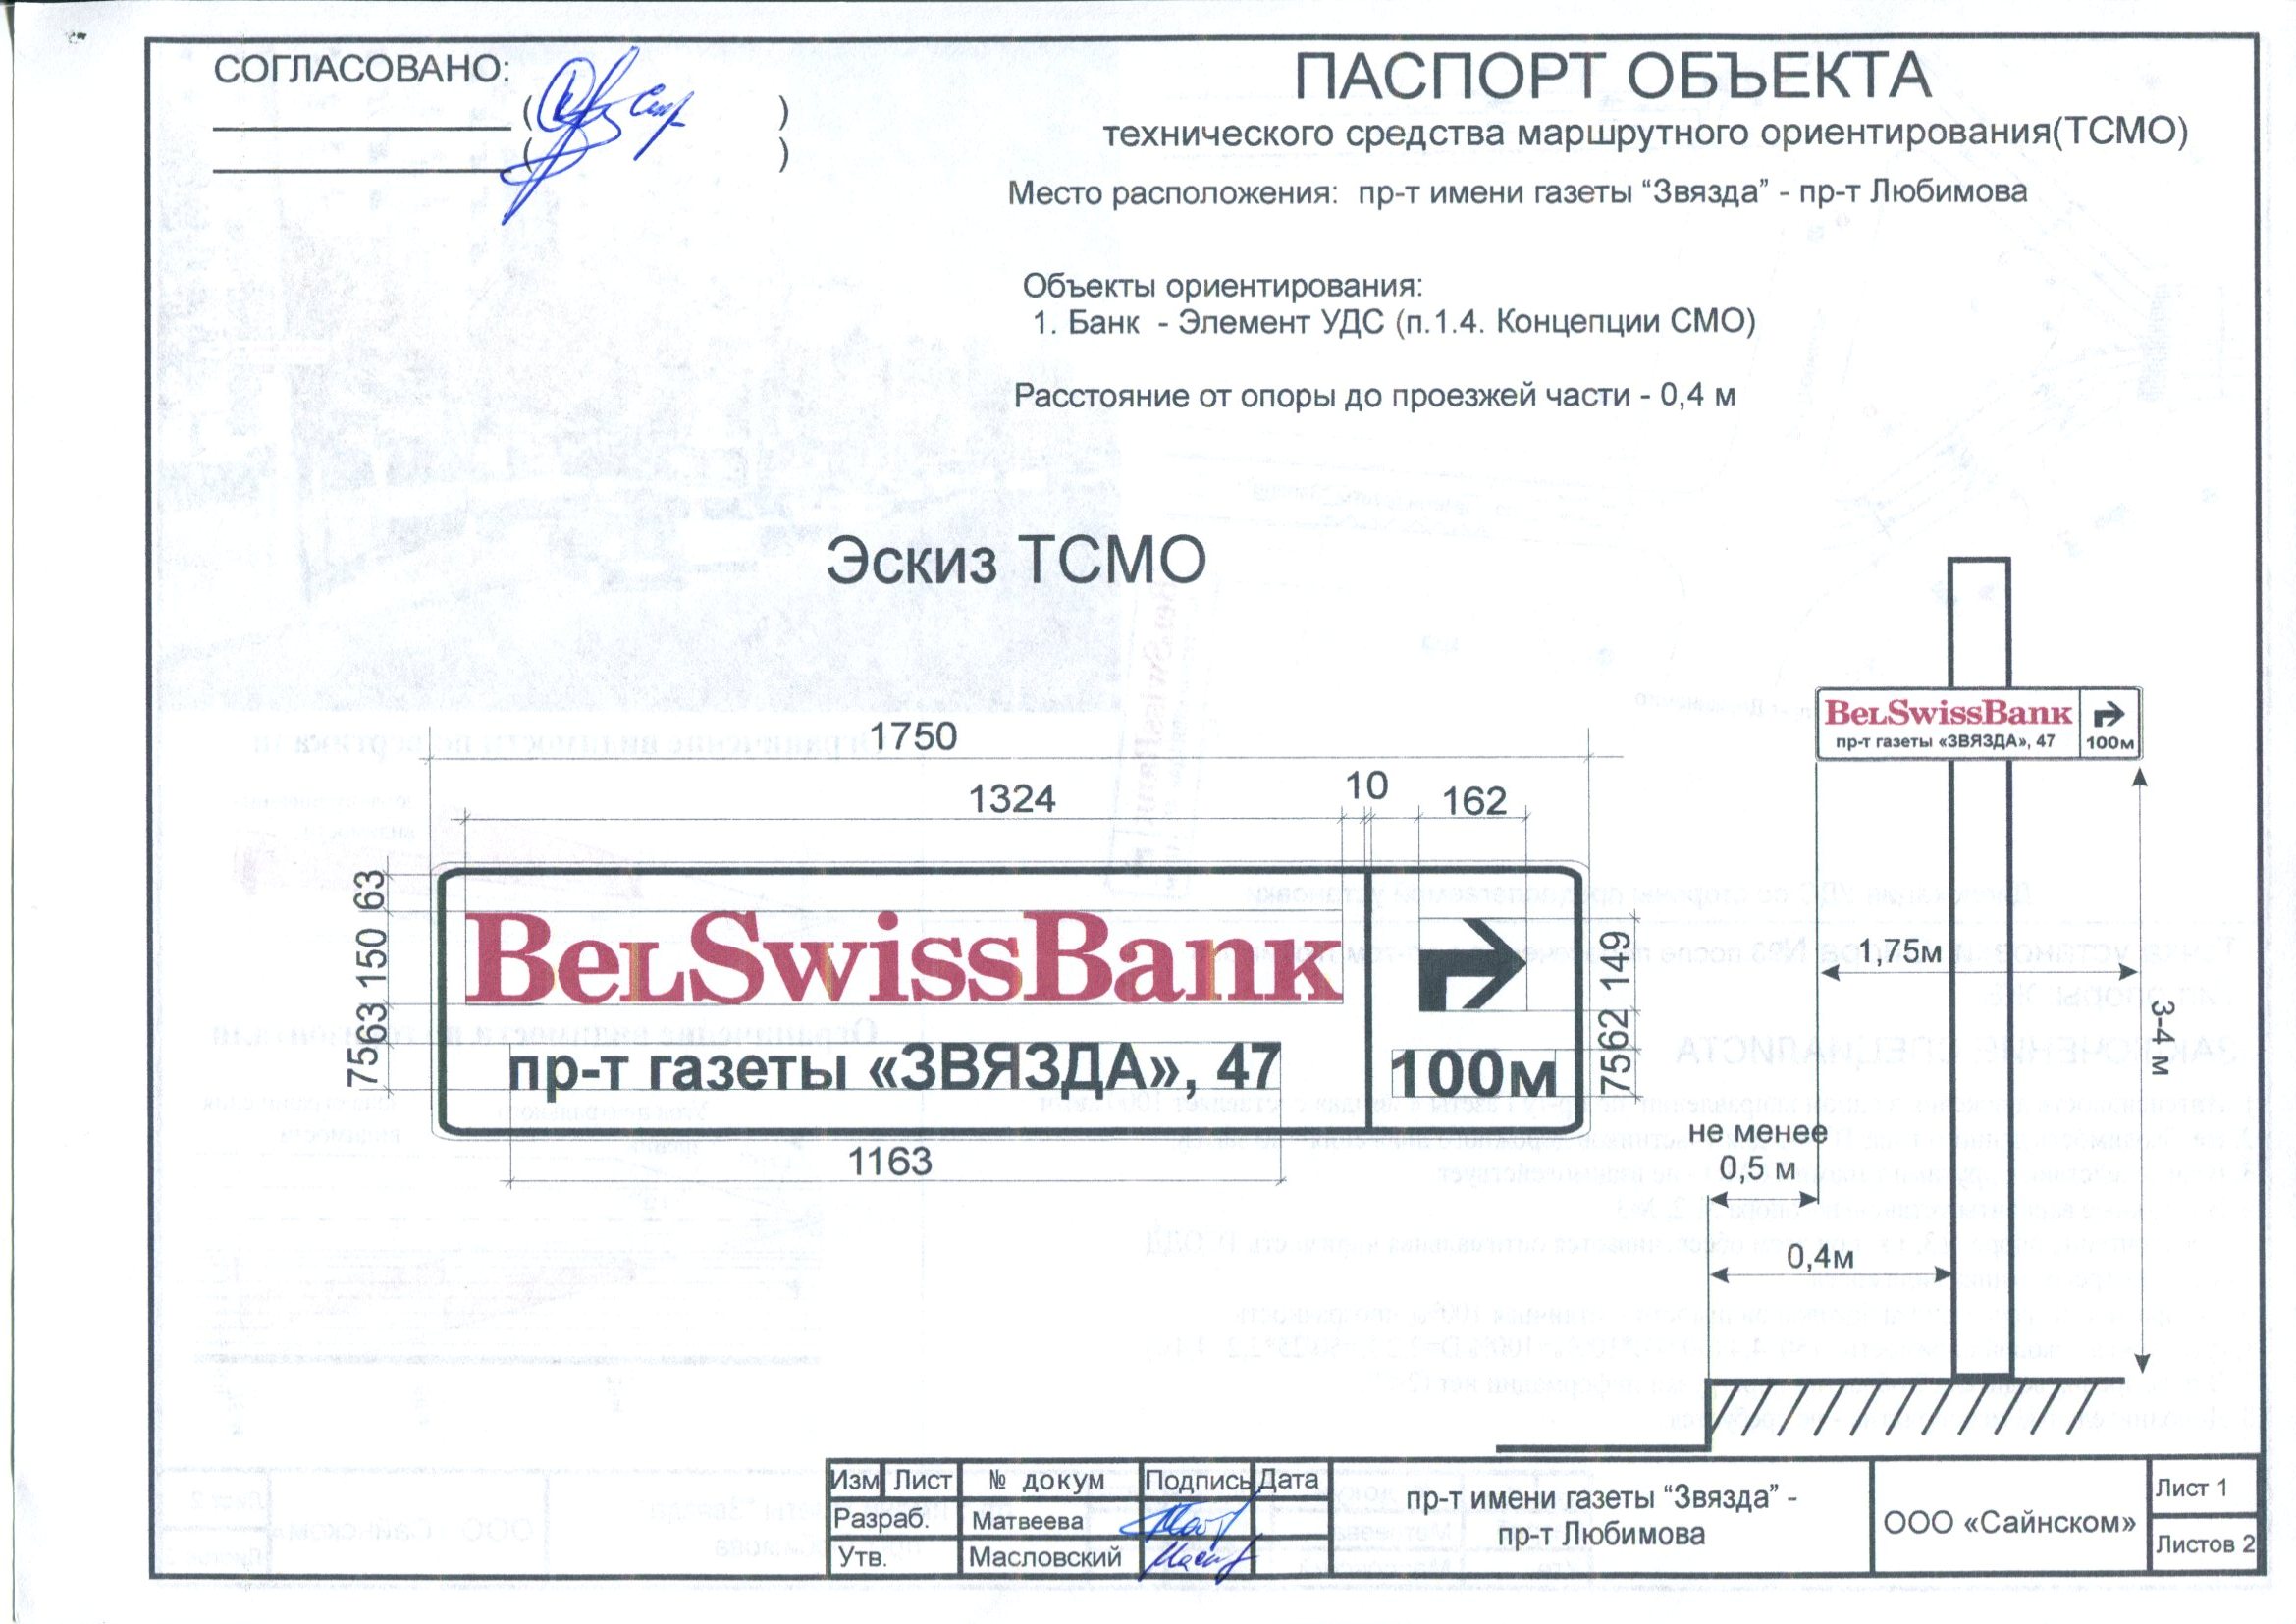 СОГЛАСОВАНО:
( )
( )
ПАСПОРТ ОБЪЕКТА
технического средства маршрутного ориентирования(ТСМО)
Место расположения: пр-т имени газеты “Звязда” - пр-т Любимова
Объекты ориентирования:
1. Банк - Элемент УДС (п.1.4. Концепции СМО)
Расстояние от опоры до проезжей части - 0,4 м
Эскиз ТСМО
1750
1324
10
162
63
150
63
75
BelSwissBank
пр-т газеты «ЗВЯЗДА», 47
100м
149
62
75
1163
BelSwissBank
пр-т газеты «ЗВЯЗДА», 47
100м
1,75м
3-4 м
не менее
0,5 м
0,4м
Изм Лист № докум Подпись Дата
Разраб. Матвеева
Утв. Масловский
пр-т имени газеты “Звязда” -
пр-т Любимова
ООО «Сайнском»
Лист 1
Листов 2